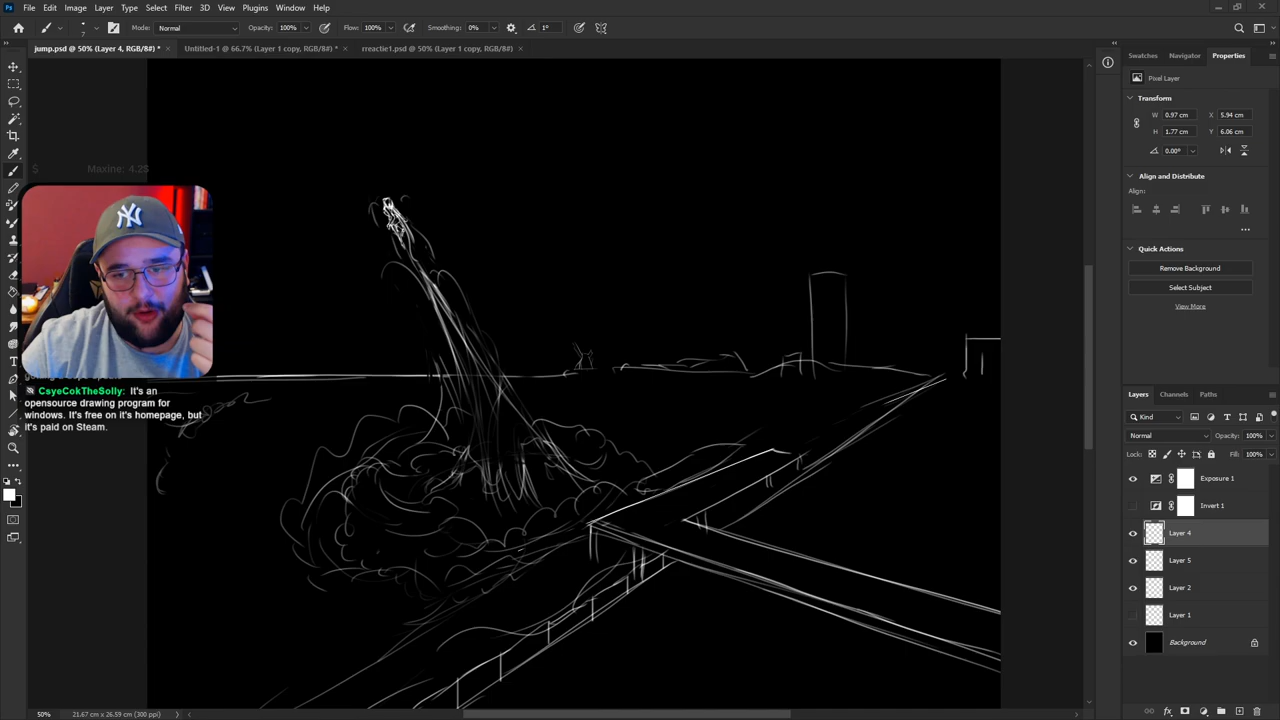 Ps File Edit Image Layer Type Select Filter 3D View Plugins Window Help
7 Mode: Normal Opacity: 100% Flow: 100% Smoothing: 0% 1°
jump.psd @ 50% (Layer 4, RGB/8#) * × Untitled-1 @ 66.7% (Layer 1 copy, RGB/8#) * × rreactie1.psd @ 50% (Layer 1 copy, RGB/8#) ×
$ Maxine: 4.2$
NY
CsyeCokTheSolly: It's an
opensource drawing program for
windows. It's free on it's homepage, but
it's paid on Steam.
Swatches Navigator Properties
Pixel Layer
Transform
W 0.97 cm X 5.94 cm
H 1.77 cm Y 6.06 cm
0.00°
Align and Distribute
Align:
Quick Actions
Remove Background
Select Subject
View More
Layers Channels Paths
Kind
Normal Opacity: 100%
Lock: Fill: 100%
Exposure 1
Invert 1
Layer 4
Layer 5
Layer 2
Layer 1
Background
50% 21.67 cm x 26.59 cm (300 ppi)